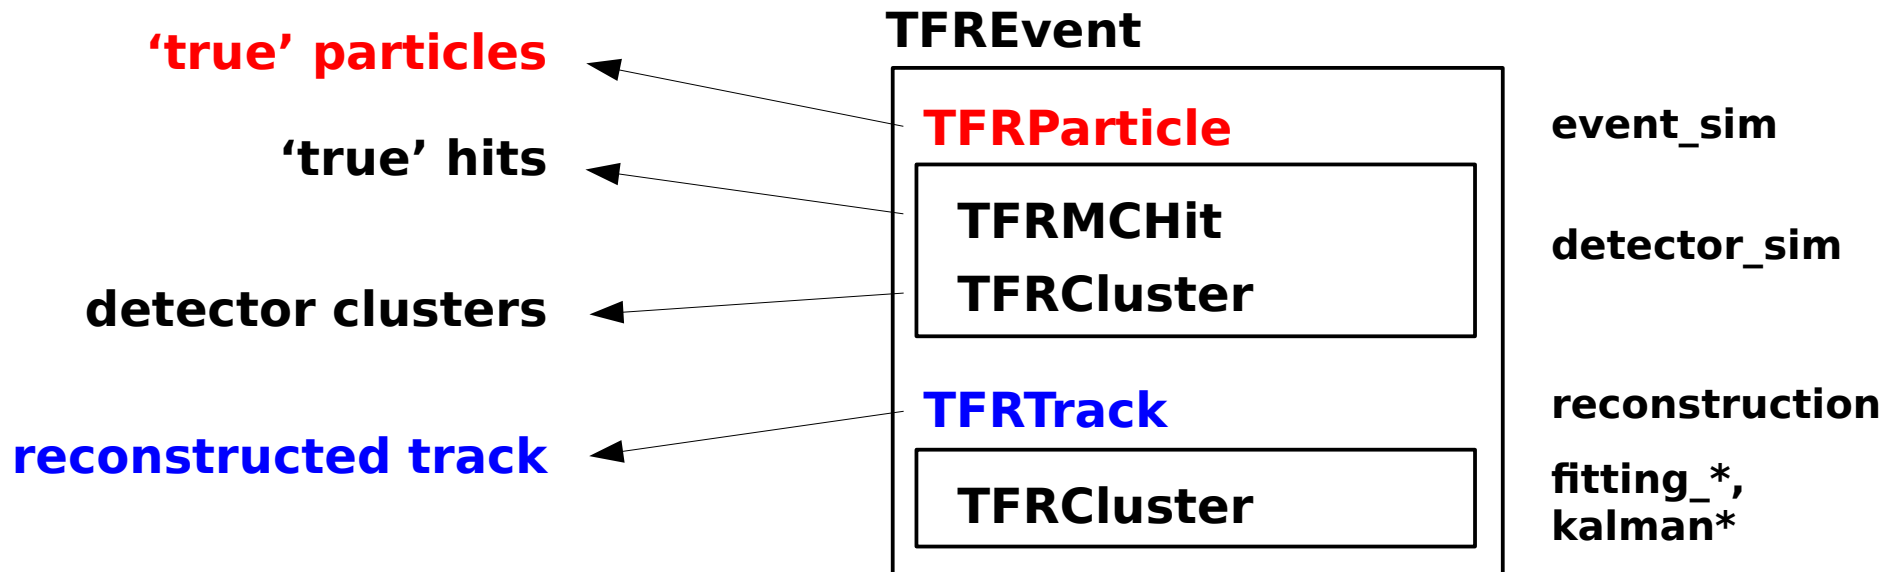 TFREvent
‘true’ particles
TFRParticle
event_sim
‘true’ hits
TFRMCHit
detector_sim
detector clusters
TFRCluster
reconstructed track
TFRTrack
reconstruction
TFRCluster
fitting_*,
kalman*